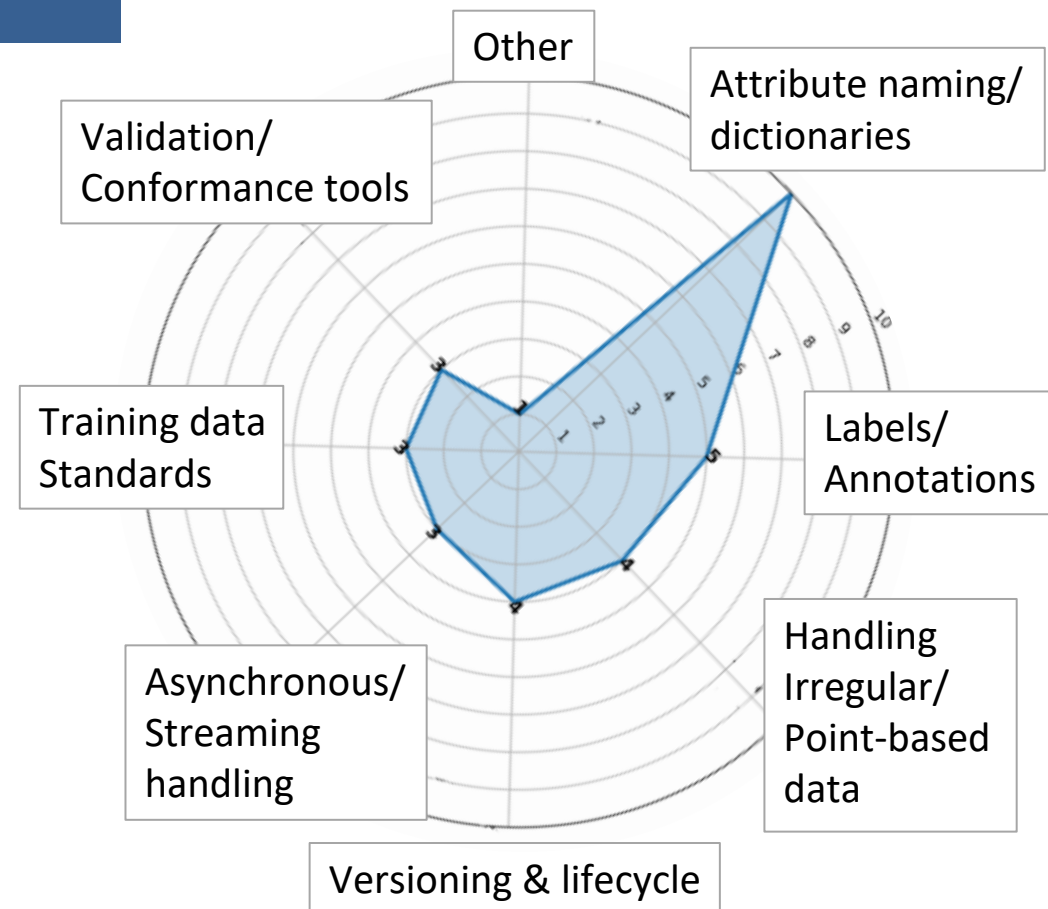 Other
Attribute naming/
dictionaries
Validation/
Conformance tools
10
9
8
7
6
5
4
3
2
1
3
1
Training data
Standards
3
Labels/
Annotations
5
3
4
4
Handling
Irregular/
Point-based
data
Asynchronous/
Streaming
handling
Versioning & lifecycle